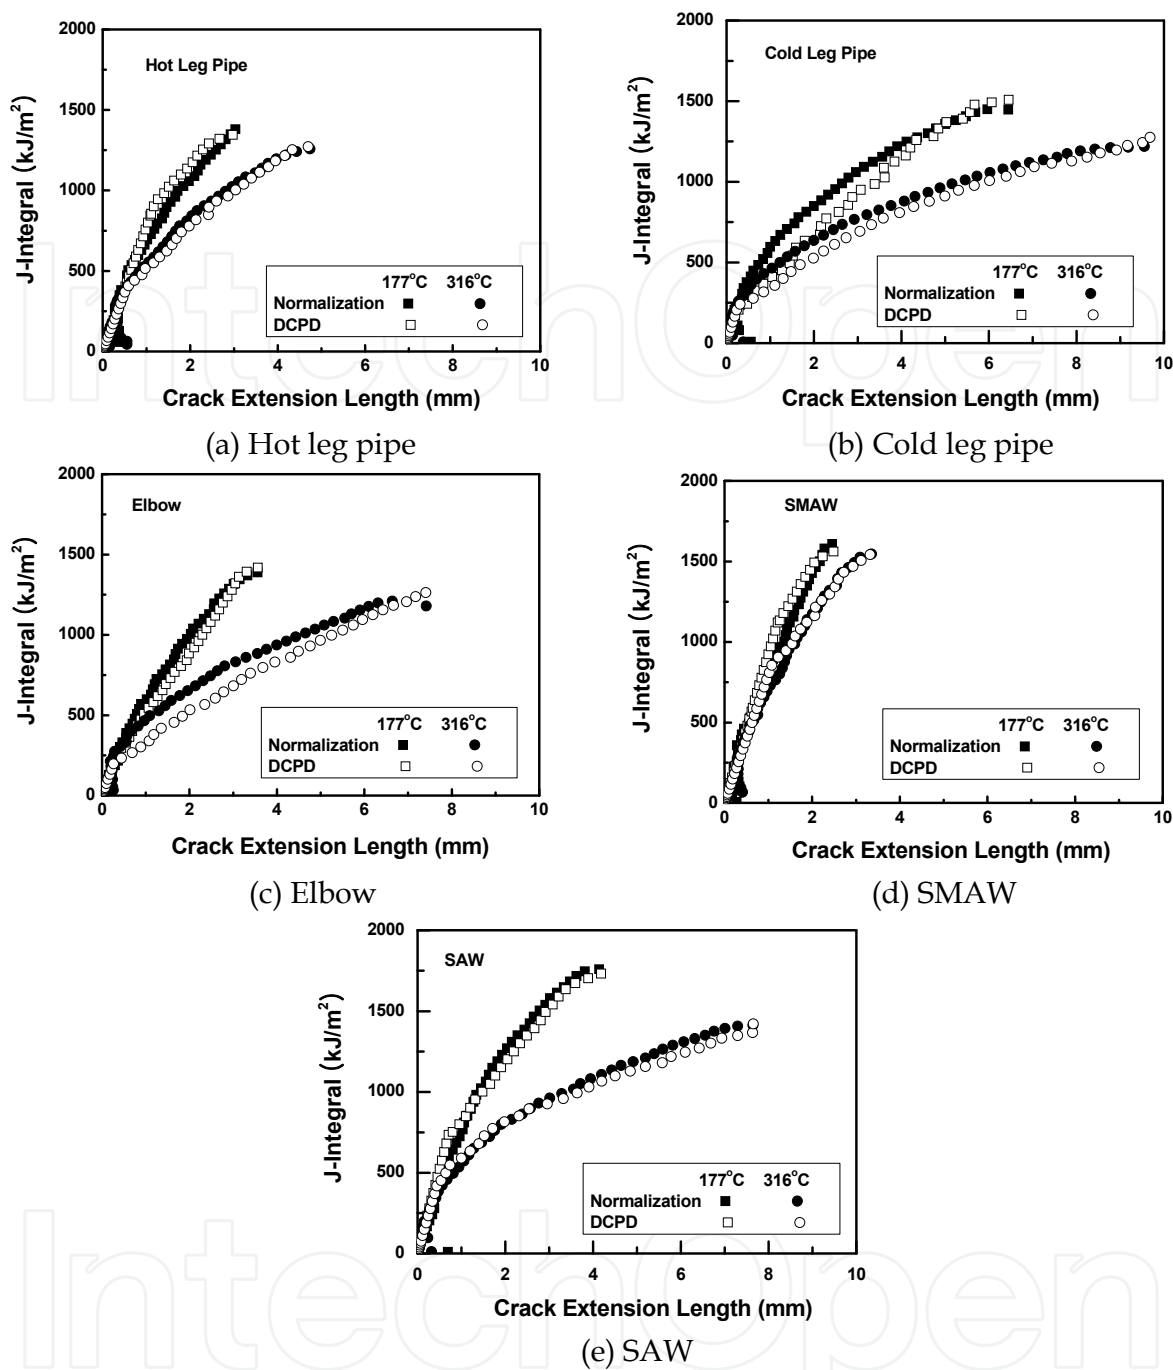 2000
1500
1000
500
0
J-Integral (kJ/m²)
Hot Leg Pipe
177°C 316°C
Normalization
DCPD
0 2 4 6 8 10
Crack Extension Length (mm)
(a) Hot leg pipe
2000
1500
1000
500
0
J-Integral (kJ/m²)
Cold Leg Pipe
177°C 316°C
Normalization
DCPD
0 2 4 6 8 10
Crack Extension Length (mm)
(b) Cold leg pipe
2000
1500
1000
500
0
J-Integral (kJ/m²)
Elbow
177°C 316°C
Normalization
DCPD
0 2 4 6 8 10
Crack Extension Length (mm)
(c) Elbow
2000
1500
1000
500
0
J-Integral (kJ/m²)
SMAW
177°C 316°C
Normalization
DCPD
0 2 4 6 8 10
Crack Extension Length (mm)
(d) SMAW
2000
1500
1000
500
0
J-Integral (kJ/m²)
SAW
177°C 316°C
Normalization
DCPD
0 2 4 6 8 10
Crack Extension Length (mm)
(e) SAW
IntechOpen
IntechOpen